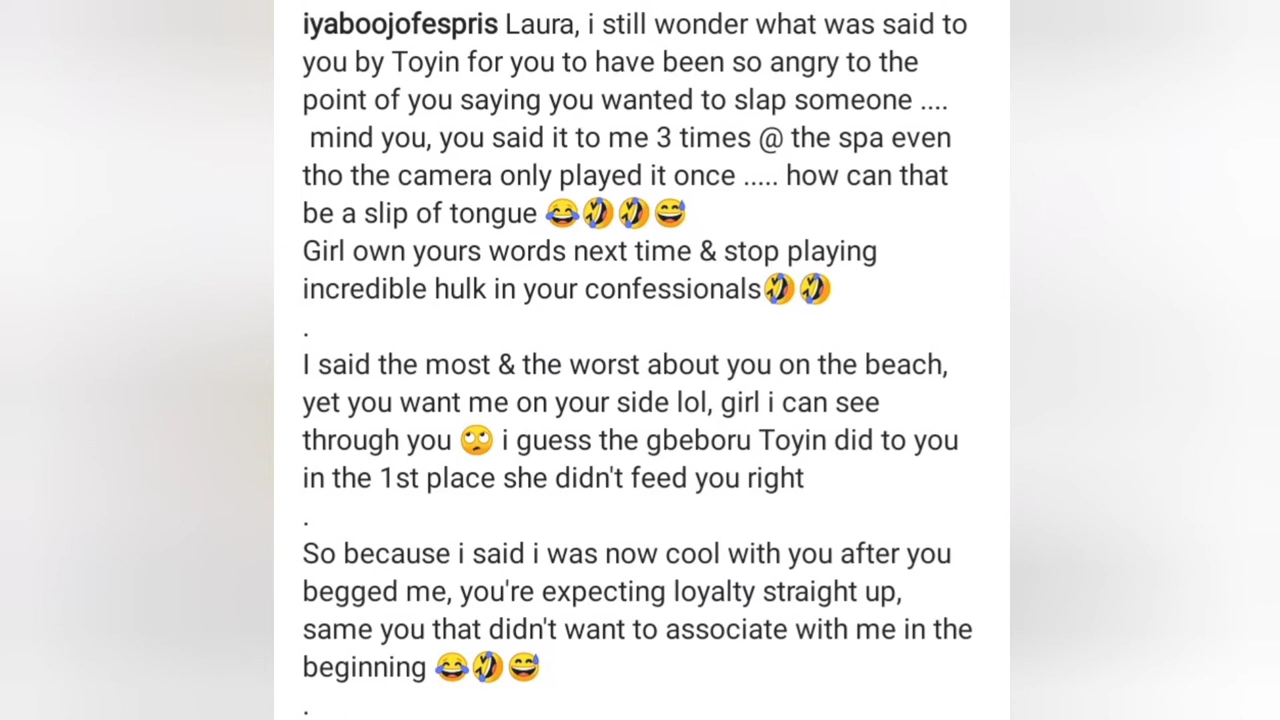 iyaboojofespris Laura, i still wonder what was said to
you by Toyin for you to have been so angry to the
point of you saying you wanted to slap someone ....
mind you, you said it to me 3 times @ the spa even
tho the camera only played it once ..... how can that
be a slip of tongue 😂🤣🤣😅
Girl own yours words next time & stop playing
incredible hulk in your confessionals🤣🤣
.
I said the most & the worst about you on the beach,
yet you want me on your side lol, girl i can see
through you 🙄 i guess the gbeboru Toyin did to you
in the 1st place she didn't feed you right
.
So because i said i was now cool with you after you
begged me, you're expecting loyalty straight up,
same you that didn't want to associate with me in the
beginning 😂🤣😅
.